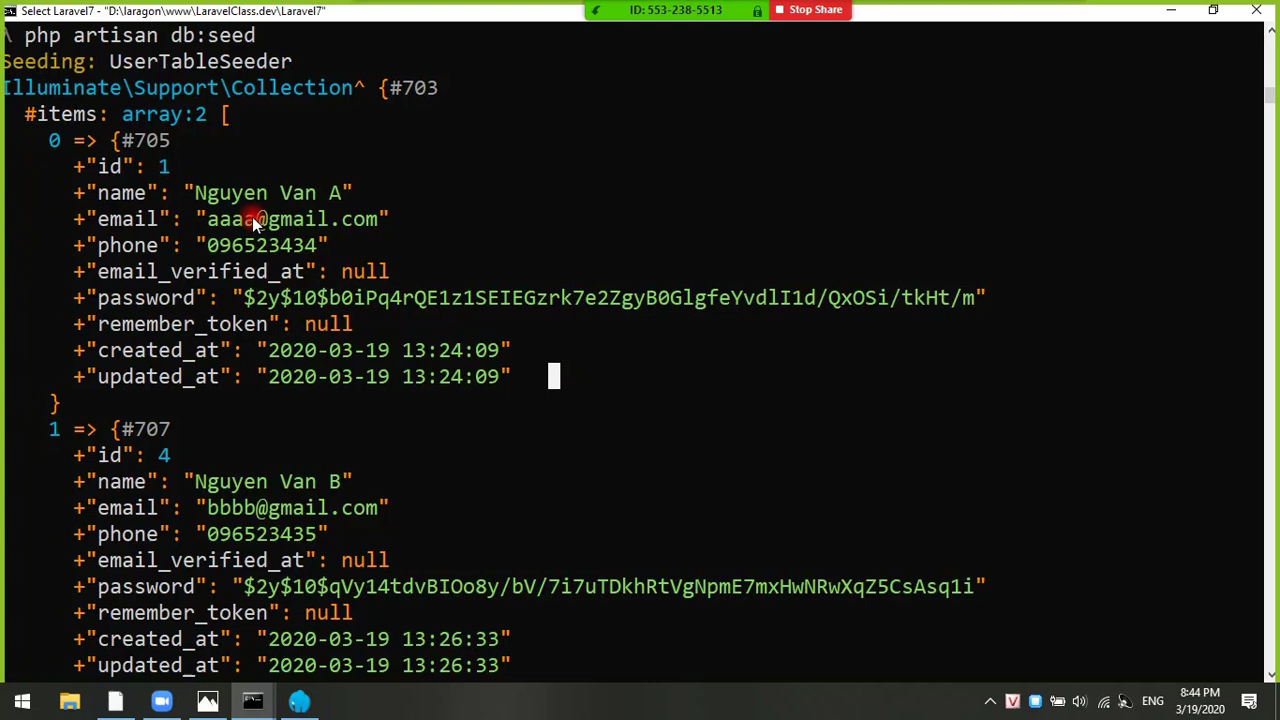 Select Laravel7 - "D:\laragon\www\LaravelClass.dev\Laravel7"
ID: 553-238-5513
Stop Share
λ php artisan db:seed
Seeding: UserTableSeeder
Illuminate\Support\Collection^ {#703
#items: array:2 [
0 => {#705
+"id": 1
+"name": "Nguyen Van A"
+"email": "aaaa@gmail.com"
+"phone": "096523434"
+"email_verified_at": null
+"password": "$2y$10$b0iPq4rQE1z1SEIEGzrk7e2ZgyB0GlgfeYvdlI1d/QxOSi/tkHt/m"
+"remember_token": null
+"created_at": "2020-03-19 13:24:09"
+"updated_at": "2020-03-19 13:24:09"
}
1 => {#707
+"id": 4
+"name": "Nguyen Van B"
+"email": "bbbb@gmail.com"
+"phone": "096523435"
+"email_verified_at": null
+"password": "$2y$10$qVy14tdvBIOo8y/bV/7i7uTDkhRtVgNpmE7mxHwNRwXqZ5CsAsq1i"
+"remember_token": null
+"created_at": "2020-03-19 13:26:33"
+"updated_at": "2020-03-19 13:26:33"
V
ENG
8:44 PM
3/19/2020